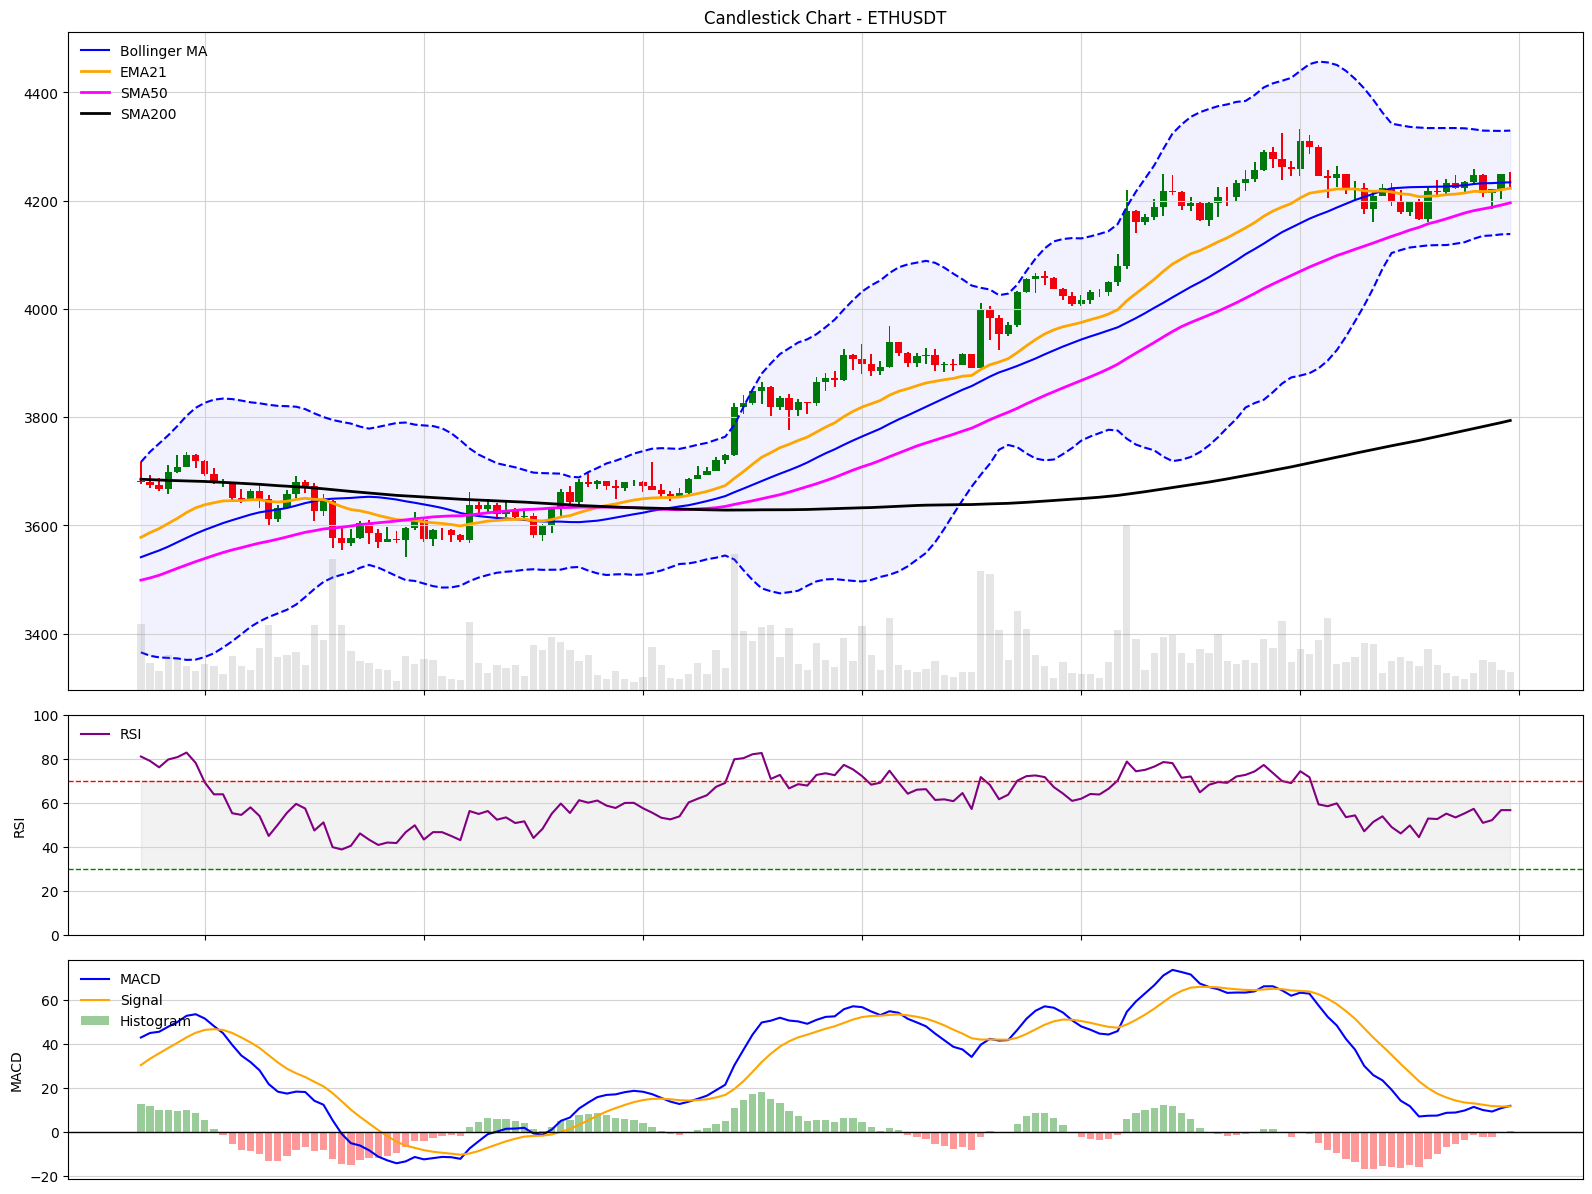 Candlestick Chart - ETHUSDT
Bollinger MA
EMA21
SMA50
SMA200
4400
4200
4000
3800
3600
3400
RSI
100
80
60
40
20
0
RSI
MACD
Signal
Histogram
60
40
20
0
−20
MACD